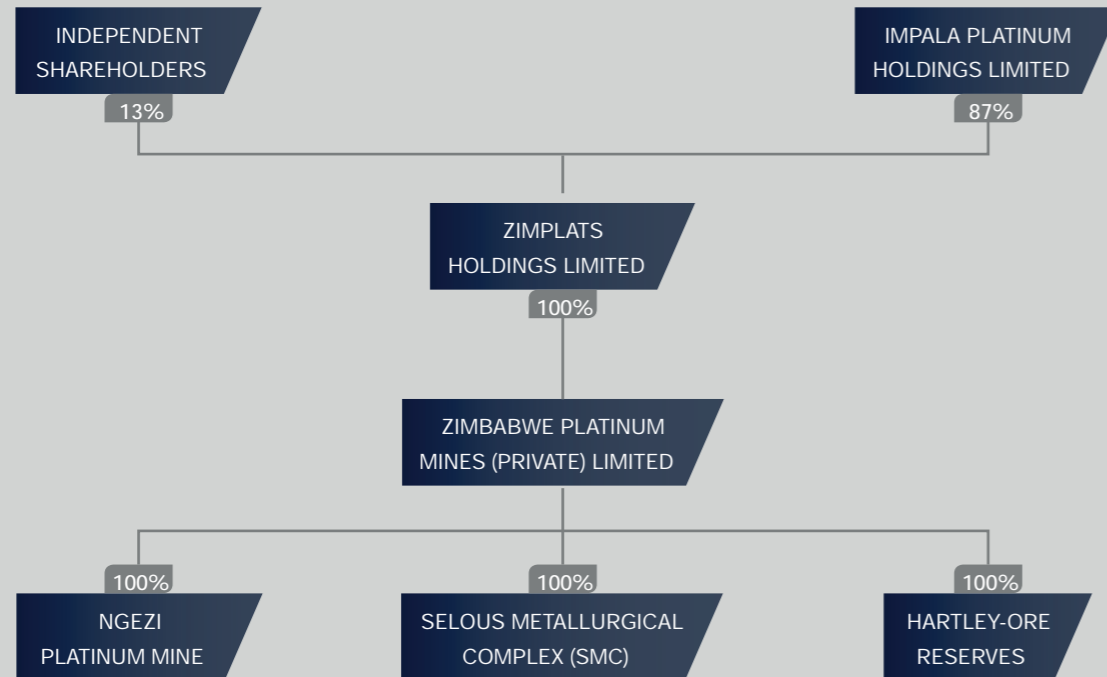 INDEPENDENT
SHAREHOLDERS
13%
IMPALA PLATINUM
HOLDINGS LIMITED
87%
ZIMPLATS
HOLDINGS LIMITED
100%
ZIMBABWE PLATINUM
MINES (PRIVATE) LIMITED
100%
NGEZI
PLATINUM MINE
100%
SELOUS METALLURGICAL
COMPLEX (SMC)
100%
HARTLEY-ORE
RESERVES